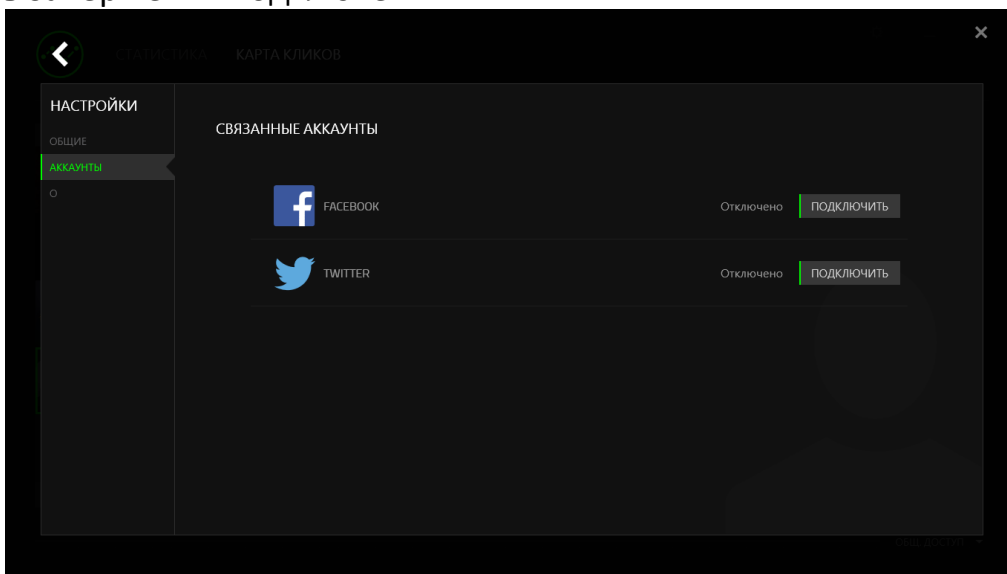 СТАТИСТИКА КАРТА КЛИКОВ
НАСТРОЙКИ
ОБЩИЕ
АККАУНТЫ
О
СВЯЗАННЫЕ АККАУНТЫ
FACEBOOK Отключено ПОДКЛЮЧИТЬ
TWITTER Отключено ПОДКЛЮЧИТЬ